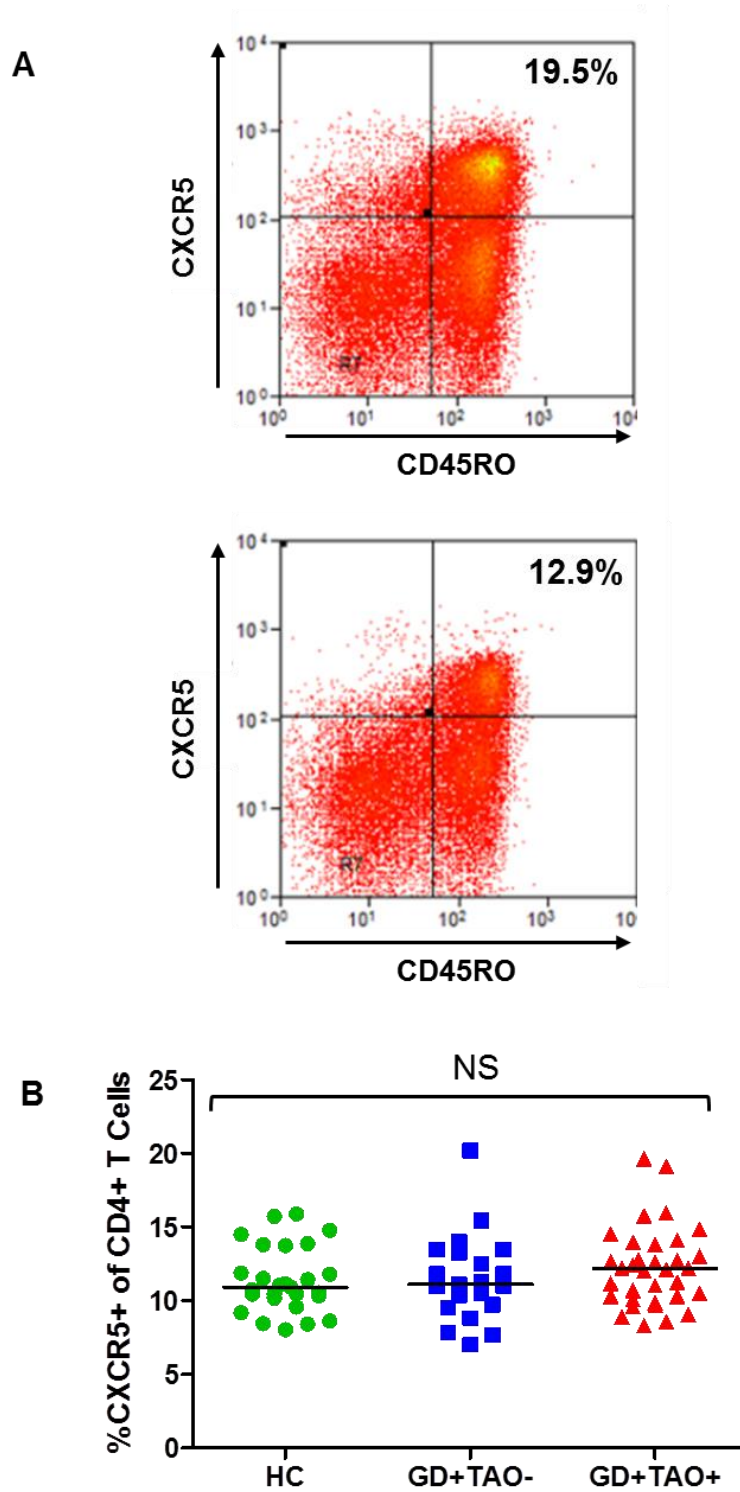 A
19.5%
CXCR5
10⁴
10³
10²
10¹
10⁰
R7
10⁰ 10¹ 10² 10³ 10⁴
CD45RO
12.9%
CXCR5
10⁴
10³
10²
10¹
10⁰
R7
10⁰ 10¹ 10² 10³ 10
CD45RO
B
NS
%CXCR5+ of CD4+ T Cells
25
20
15
10
5
0
HC GD+TAO- GD+TAO+